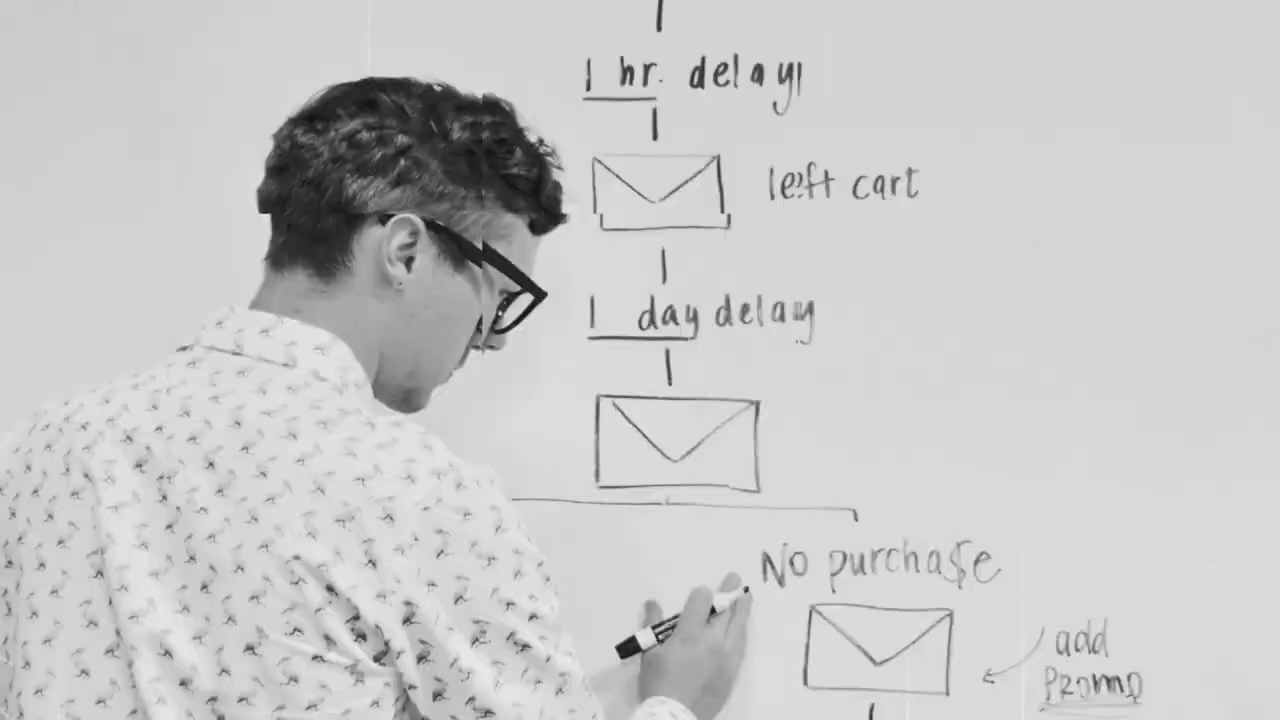 1 hr. delay
left cart
1 day delay
No purchase
add
PROMO